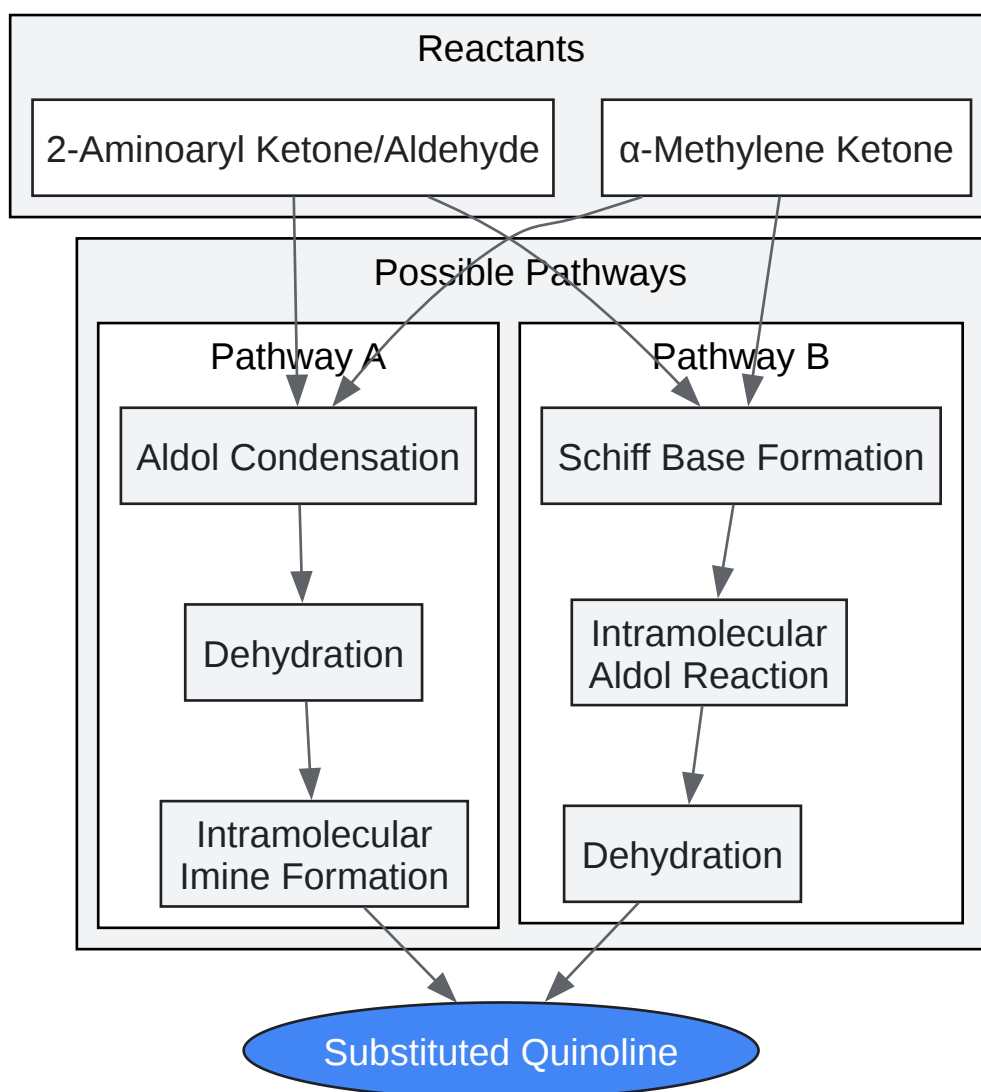 Reactants
2-Aminoaryl Ketone/Aldehyde
α-Methylene Ketone
Possible Pathways
Pathway A
Pathway B
Aldol Condensation
Schiff Base Formation
Dehydration
Intramolecular
Aldol Reaction
Intramolecular
Imine Formation
Dehydration
Substituted Quinoline